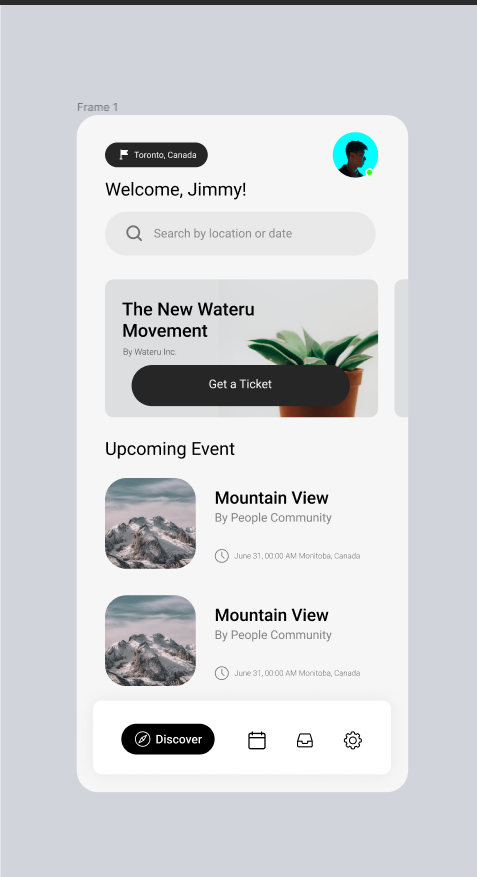 Frame 1
Toronto, Canada
Welcome, Jimmy!
Search by location or date
The New Wateru
Movement
By Wateru Inc.
Get a Ticket
Upcoming Event
Mountain View
By People Community
June 31, 00:00 AM Monitoba, Canada
Mountain View
By People Community
June 31, 00:00 AM Monitoba, Canada
Discover